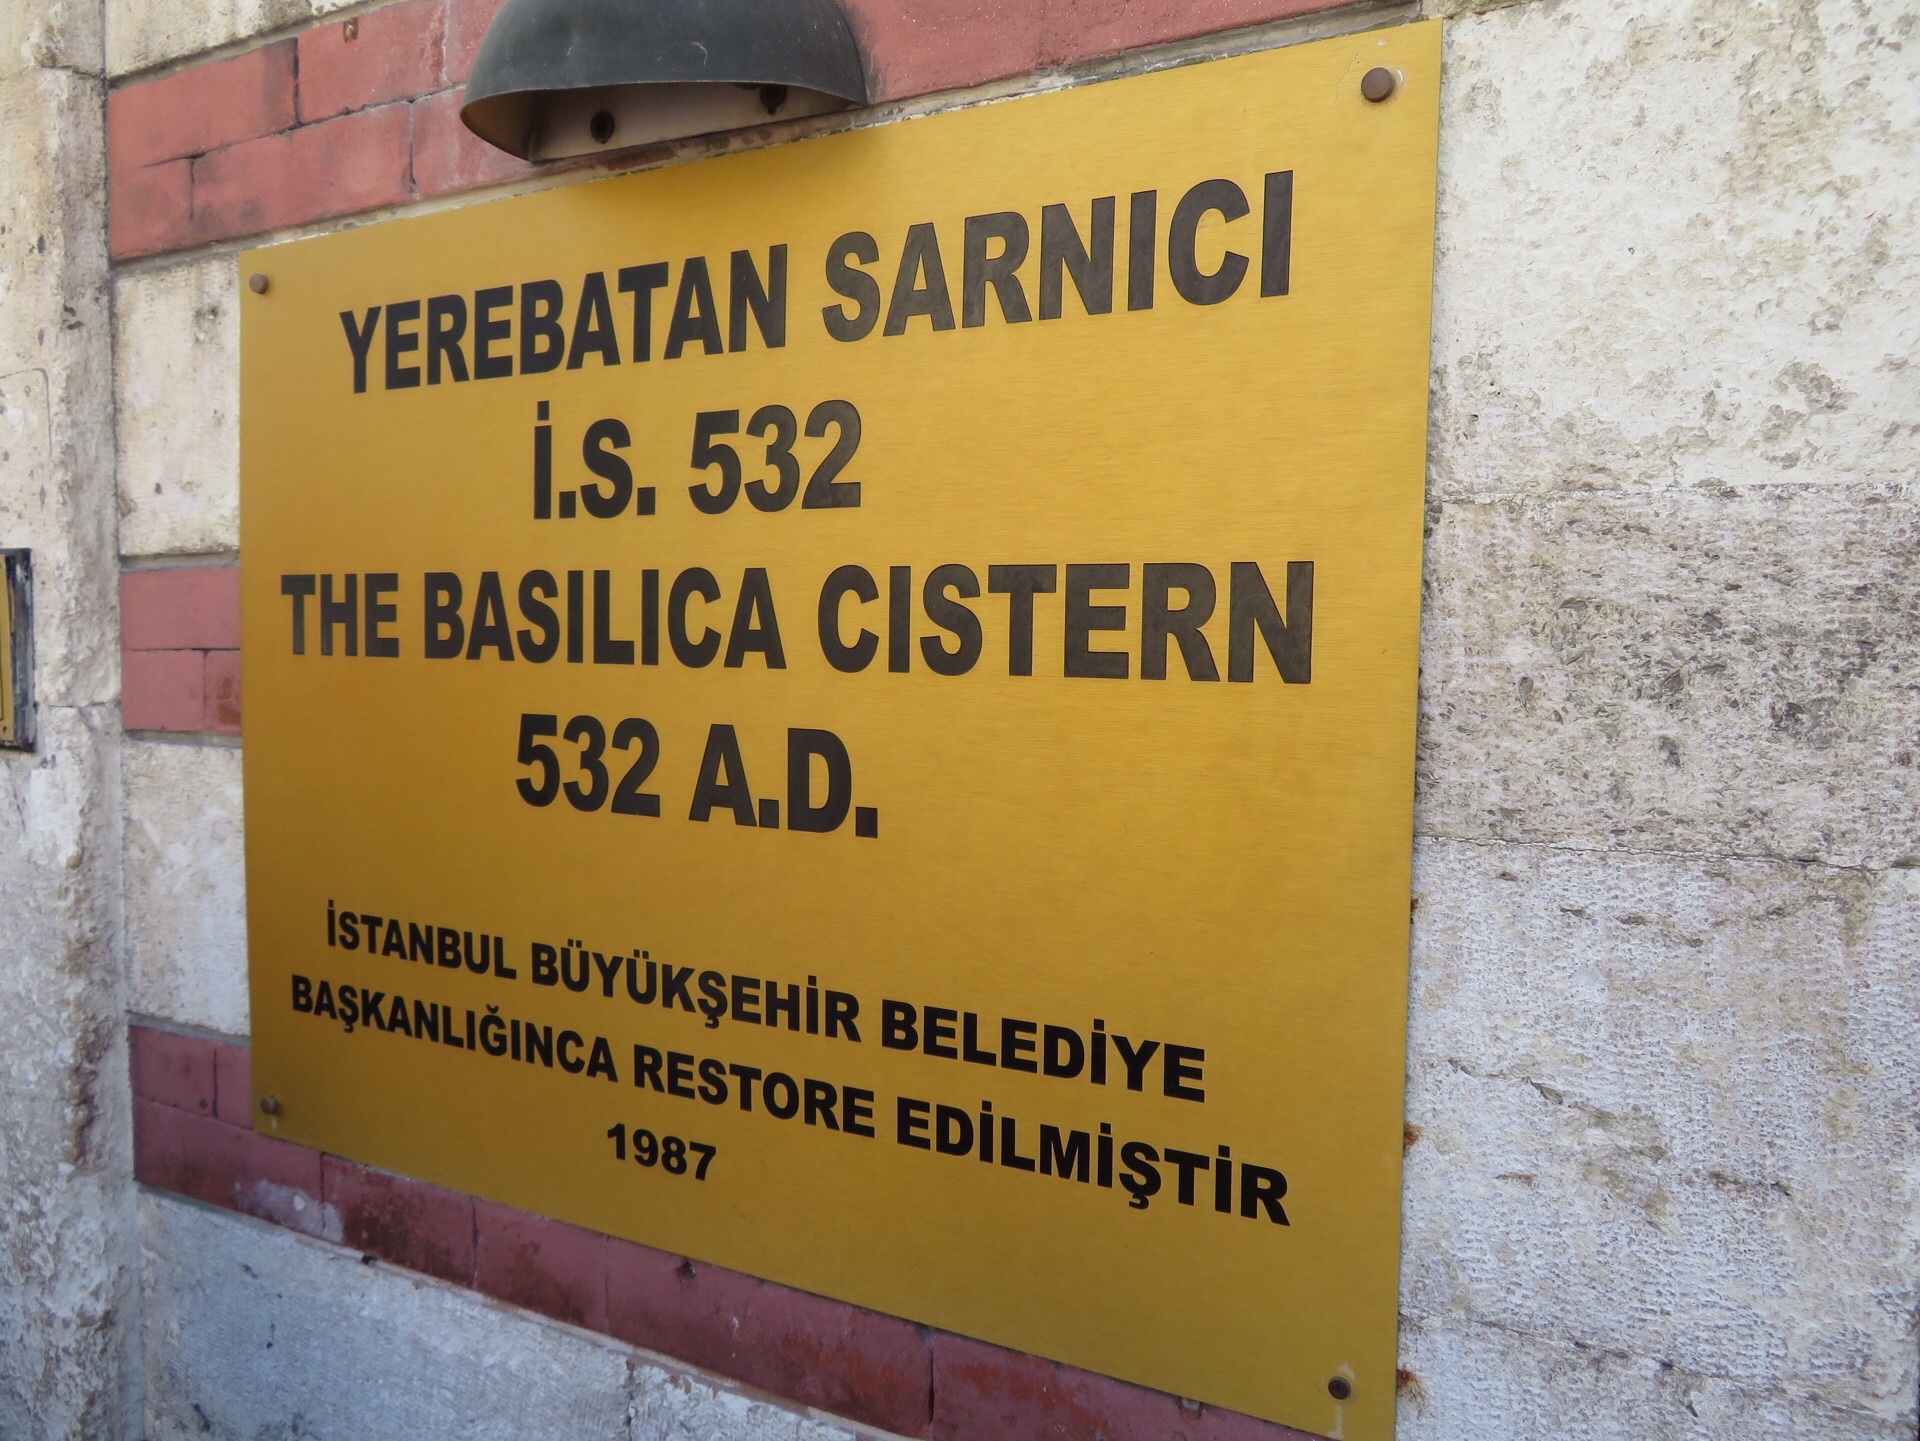 YEREBATAN SARNICI
İ.S. 532
THE BASILICA CISTERN
532 A.D.
İSTANBUL BÜYÜKŞEHİR BELEDİYE
BAŞKANLIĞINCA RESTORE EDİLMİŞTİR
1987